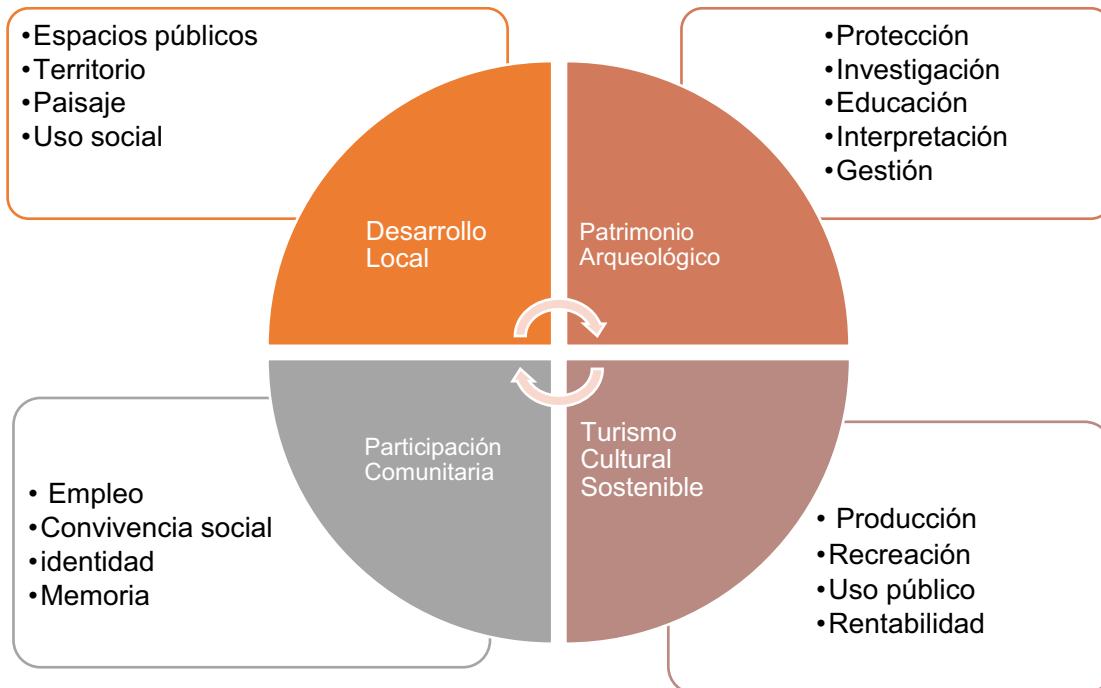 •Espacios públicos
•Territorio
•Paisaje
•Uso social
•Protección
•Investigación
•Educación
•Interpretación
•Gestión
Desarrollo
Local
Patrimonio
Arqueológico
Participación
Comunitaria
Turismo
Cultural
Sostenible
• Empleo
•Convivencia social
•identidad
•Memoria
• Producción
•Recreación
•Uso público
•Rentabilidad